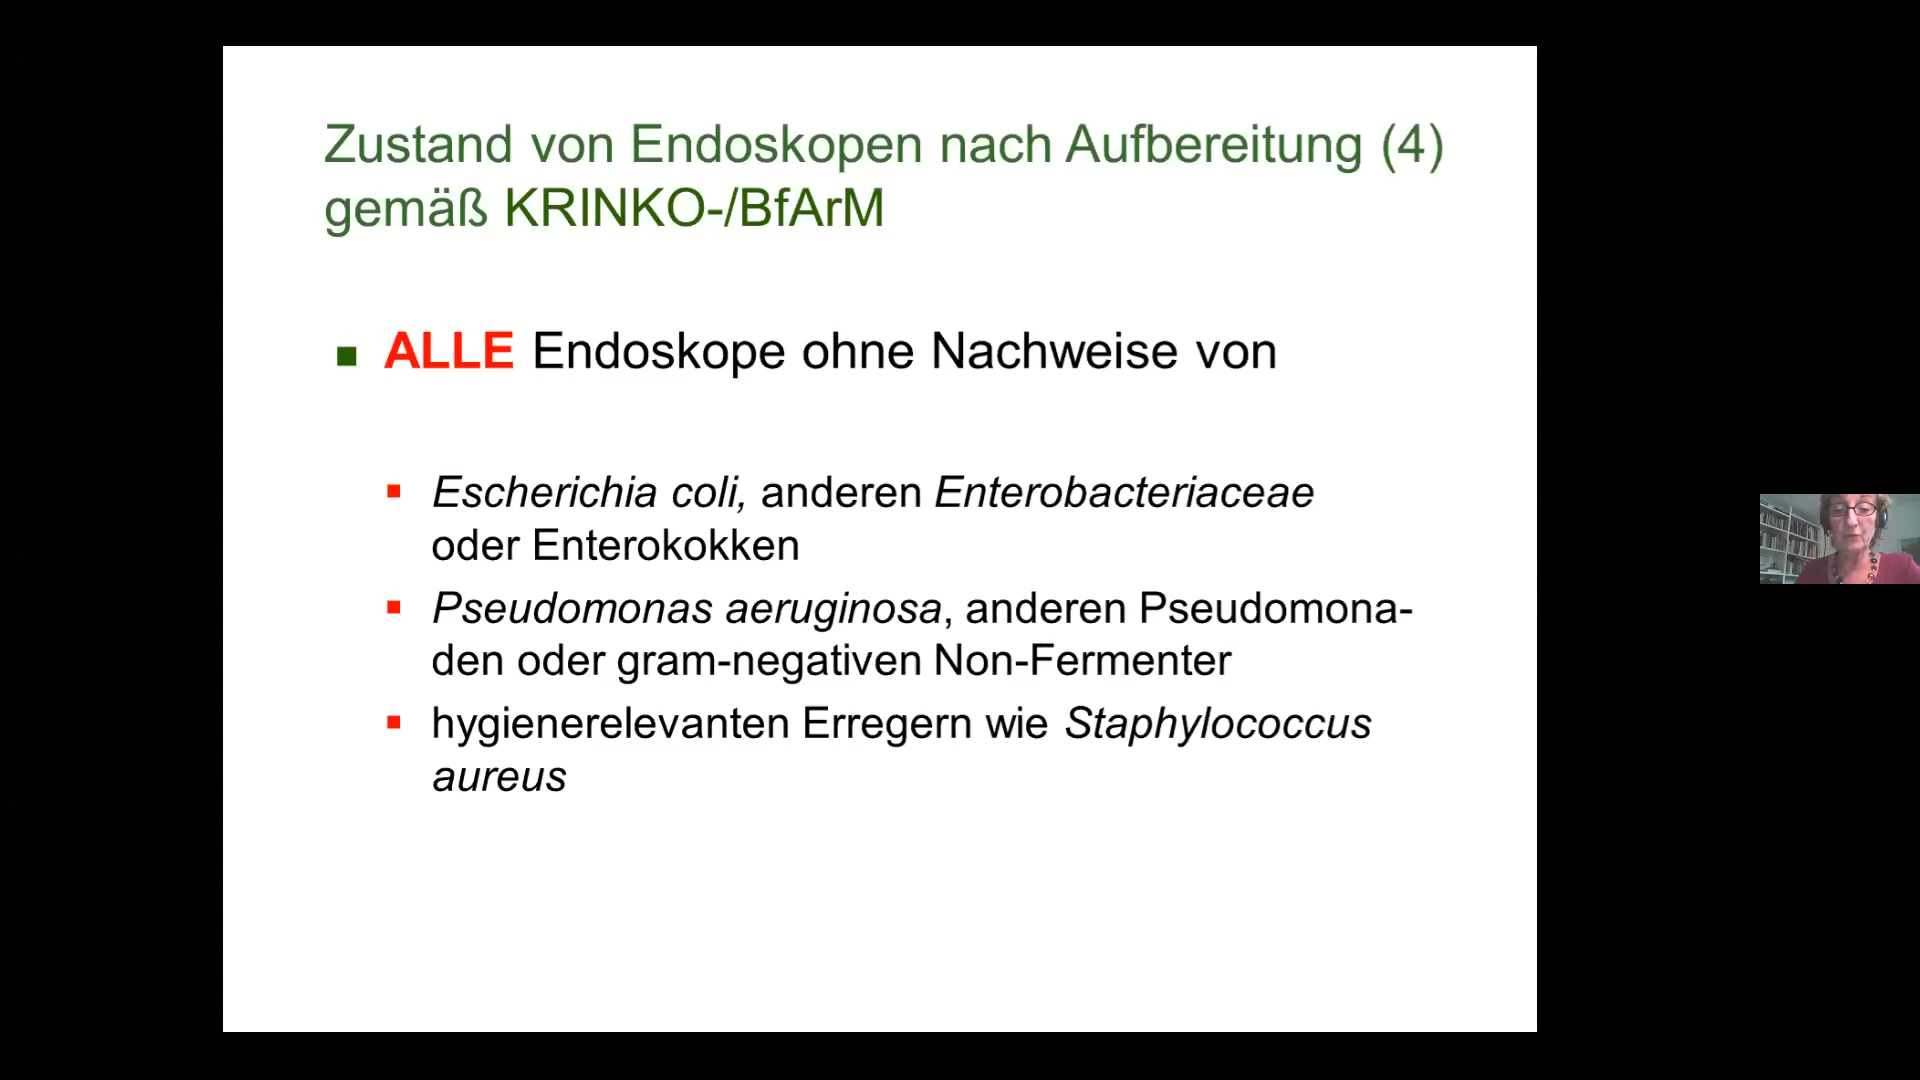 Zustand von Endoskopen nach Aufbereitung (4)
gemäß KRINKO-/BfArM
ALLE Endoskope ohne Nachweise von
Escherichia coli, anderen Enterobacteriaceae
oder Enterokokken
Pseudomonas aeruginosa, anderen Pseudomona-
den oder gram-negativen Non-Fermenter
hygienerelevanten Erregern wie Staphylococcus
aureus